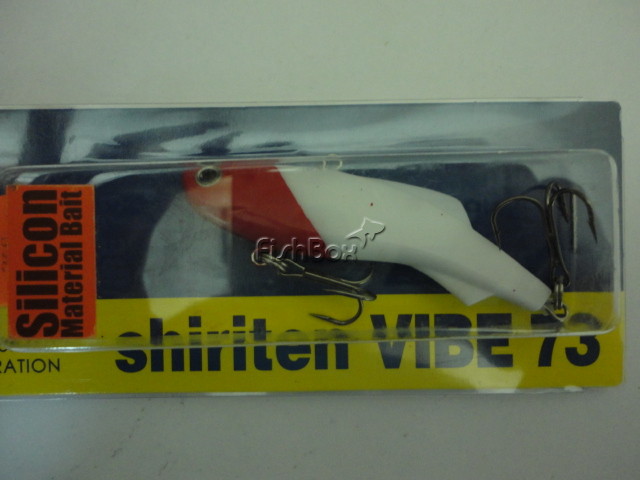 Silicon
Material Bait
FishBox
RATION
shiriten VIBE 73